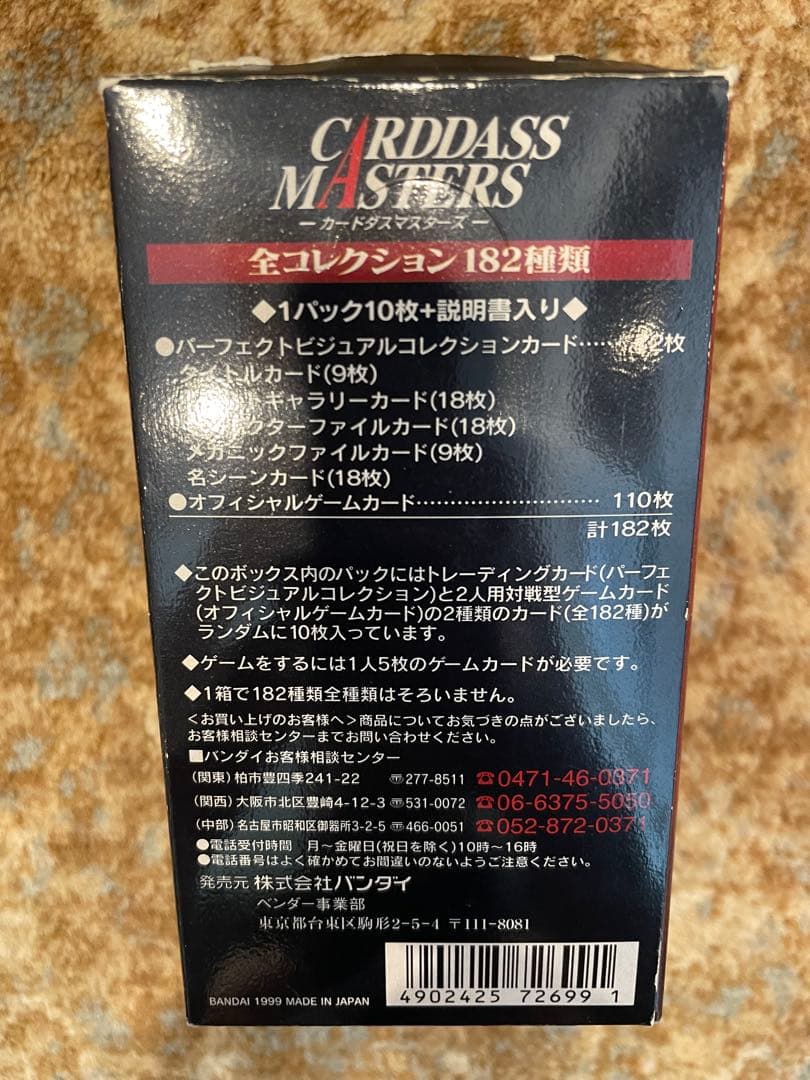 CARDDASS
MASTERS
ー カードダスマスターズ ー
全コレクション182種類
◆1パック10枚+説明書入り◆
●パーフェクトビジュアルコレクションカード…… 2枚
タイトルカード(9枚)
ギャラリーカード(18枚)
クターファイルカード(18枚)
メカニックファイルカード(9枚)
名シーンカード(18枚)
●オフィシャルゲームカード……………………… 110枚
計182枚
◆このボックス内のパックにはトレーディングカード(パーフェ
クトビジュアルコレクション)と2人用対戦型ゲームカード
(オフィシャルゲームカード)の2種類のカード(全182種)が
ランダムに10枚入っています。
◆ゲームをするには1人5枚のゲームカードが必要です。
◆1箱で182種類全種類はそろいません。
<お買い上げのお客様へ>商品についてお気づきの点がございましたら、
お客様相談センターまでお問い合わせください。
■バンダイお客様相談センター
(関東)柏市豊四季241-22 〠277-8511 ☎0471-46-0371
(関西)大阪市北区豊崎4-12-3 〠531-0072 ☎06-6375-5050
(中部)名古屋市昭和区御器所3-2-5 〠466-0051 ☎052-872-0371
●電話受付時間 月～金曜日(祝日を除く)10時～16時
●電話番号はよく確かめてお間違いのないようご注意ください。
発売元 株式会社バンダイ
ベンダー事業部
東京都台東区駒形2-5-4 〒111-8081
BANDAI 1999 MADE IN JAPAN
4902425 726991